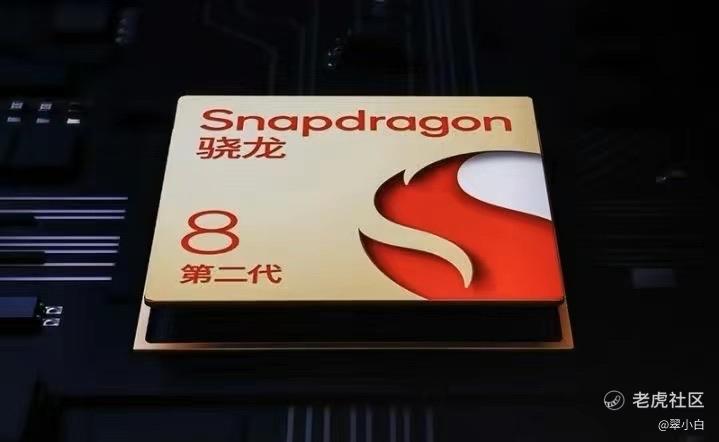 Snapdragon
骁龙
8
第二代
老虎社区
@翠小白